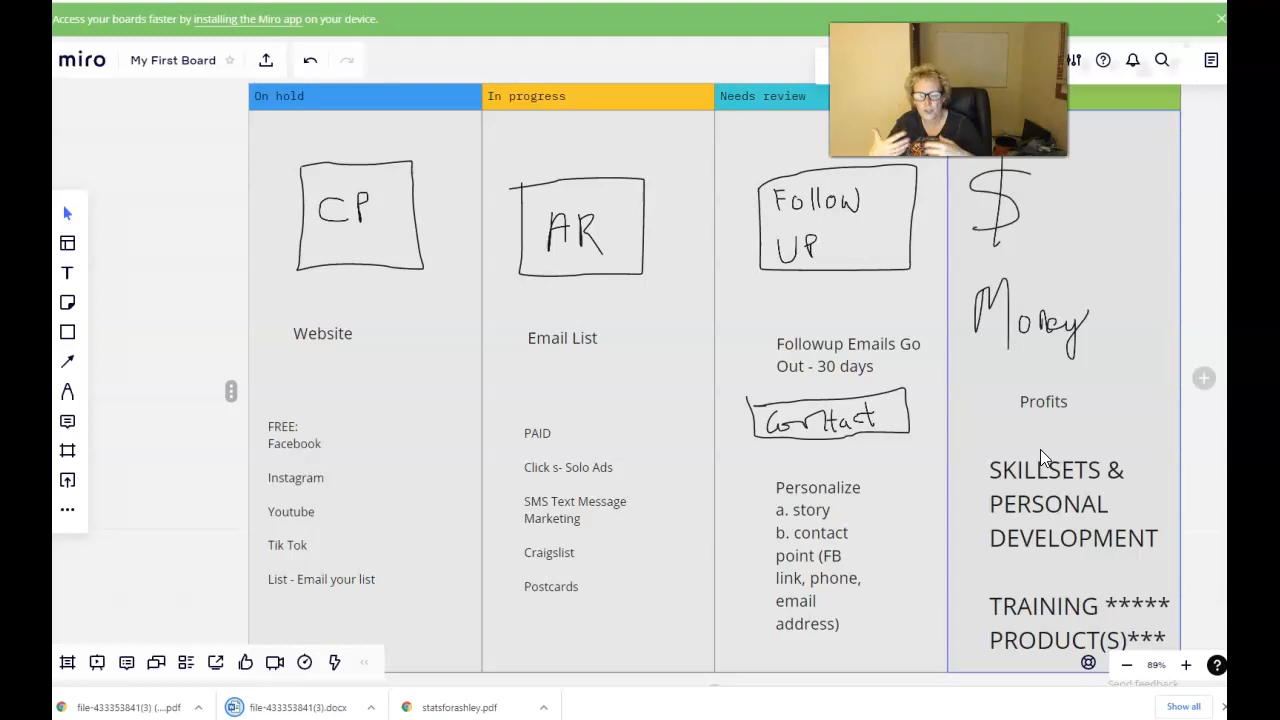 Access your boards faster by installing the Miro app on your device.
miro
My First Board
On hold
In progress
Needs review
CP
AR
Follow
UP
$
Money
Website
Email List
Followup Emails Go
Out - 30 days
Contact
Profits
FREE:
Facebook
Instagram
Youtube
Tik Tok
List - Email your list
PAID
Click s- Solo Ads
SMS Text Message
Marketing
Craigslist
Postcards
Personalize
a. story
b. contact
point (FB
link, phone,
email
address)
SKILLSETS &
PERSONAL
DEVELOPMENT
TRAINING *****
PRODUCT(S)***
89%
Send feedback
file-433353841(3) (....pdf
file-433353841(3).docx
statsforashley.pdf
Show all